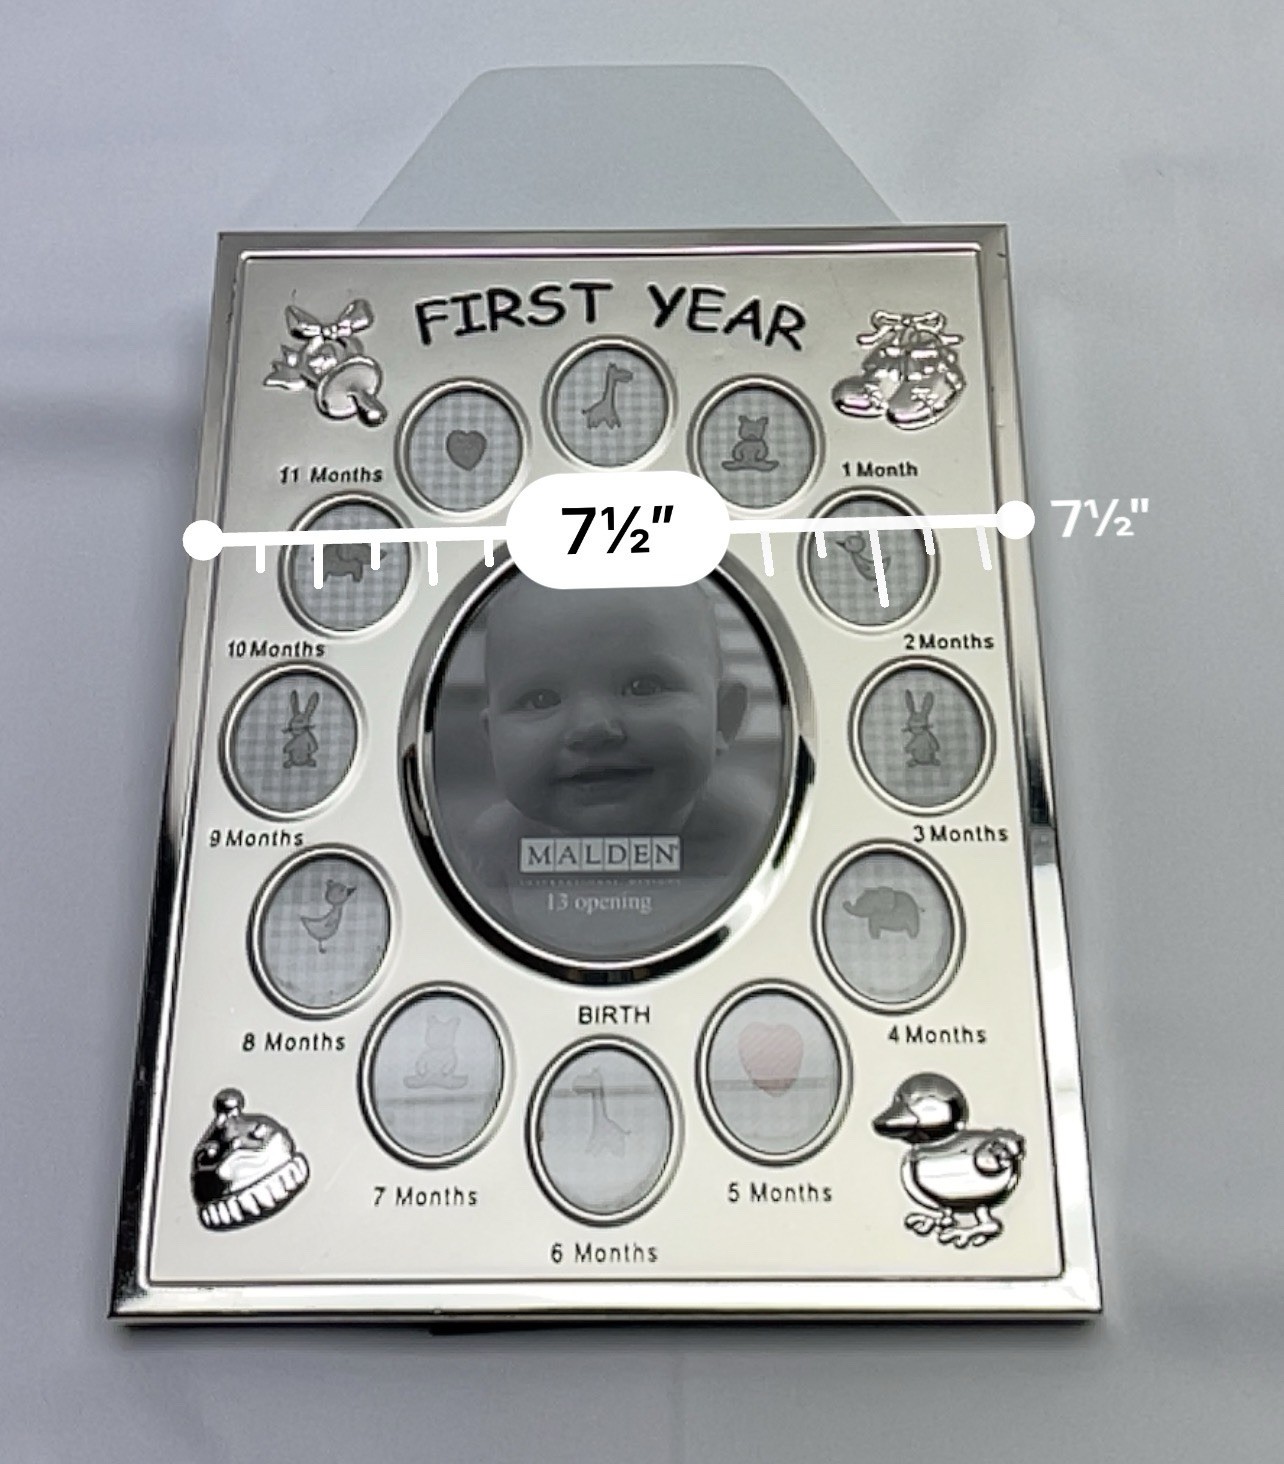 FIRST YEAR
11 Months
1 Month
7½"
7½"
10 Months
2 Months
9 Months
3 Months
MALDEN
13 opening
BIRTH
8 Months
4 Months
7 Months
5 Months
6 Months